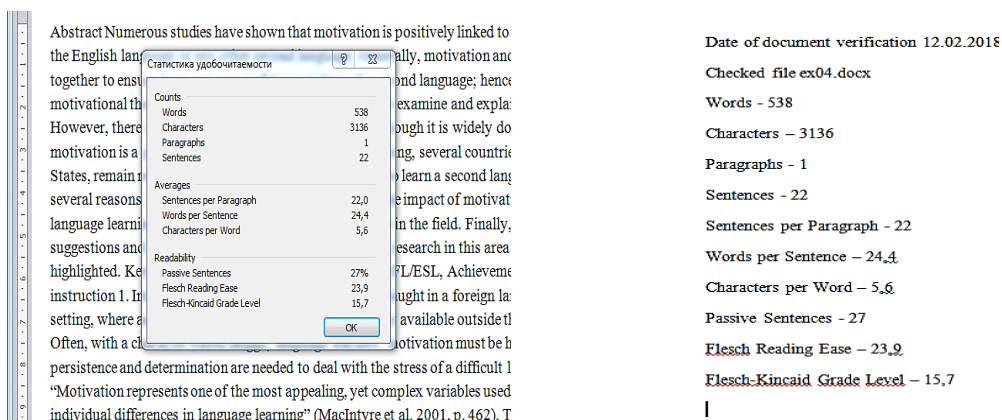 Abstract Numerous studies have shown that motivation is positively linked to
the English lang ally, motivation and
together to ensu ond language; hence
motivational th examine and explai
However, there ough it is widely do
motivation is a ng, several countrie
States, remain learn a second lang
several reasons e impact of motivat
language learni in the field. Finally,
suggestions and esearch in this area
highlighted. Ke FL/ESL, Achieveme
instruction 1. In ught in a foreign la
setting, where a available outside th
Often, with a motivation must be h
persistence and determination are needed to deal with the stress of a difficult l
“Motivation represents one of the most appealing, yet complex variables used
individual differences in language learning” (MacIntyre et al. 2001, p. 462). T
Статистика удобочитаемости
Counts
Words 538
Characters 3136
Paragraphs 1
Sentences 22
Averages
Sentences per Paragraph 22,0
Words per Sentence 24,4
Characters per Word 5,6
Readability
Passive Sentences 27%
Flesch Reading Ease 23,9
Flesch-Kincaid Grade Level 15,7
OK
Date of document verification 12.02.2018
Checked file ex04.docx
Words - 538
Characters – 3136
Paragraphs - 1
Sentences - 22
Sentences per Paragraph - 22
Words per Sentence – 24,4
Characters per Word – 5,6
Passive Sentences - 27
Flesch Reading Ease – 23,9
Flesch-Kincaid Grade Level – 15,7